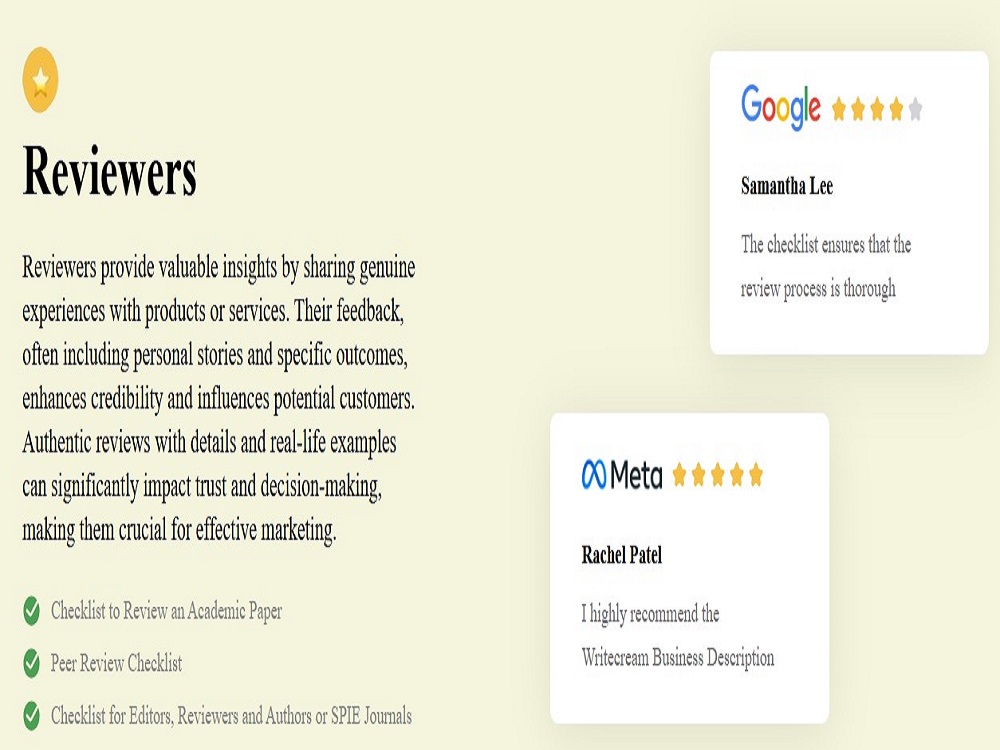 Reviewers
Reviewers provide valuable insights by sharing genuine
experiences with products or services. Their feedback,
often including personal stories and specific outcomes,
enhances credibility and influences potential customers.
Authentic reviews with details and real-life examples
can significantly impact trust and decision-making,
making them crucial for effective marketing.
Checklist to Review an Academic Paper
Peer Review Checklist
Checklist for Editors, Reviewers and Authors or SPIE Journals
Google
Samantha Lee
The checklist ensures that the
review process is thorough
Meta
Rachel Patel
I highly recommend the
Writecream Business Description